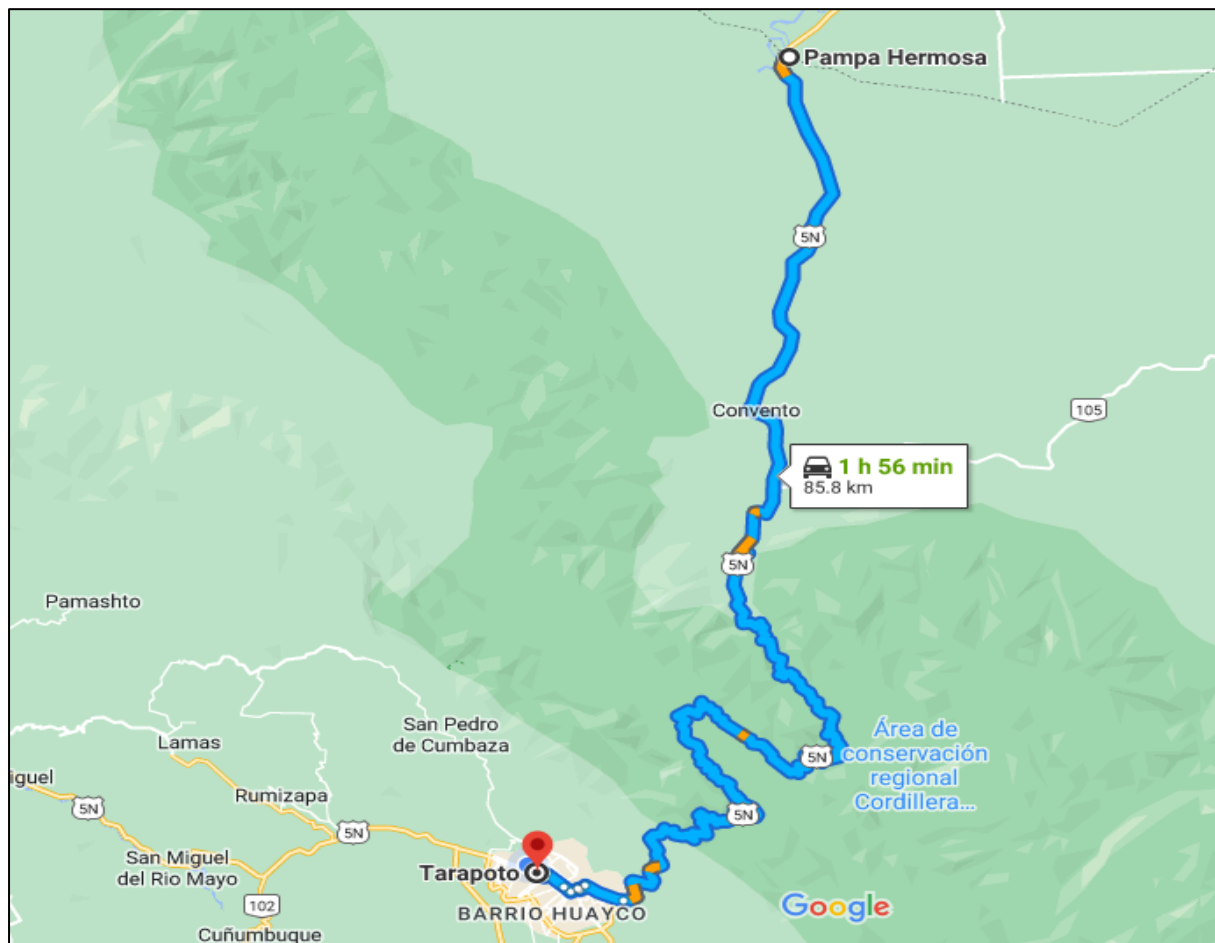 Pampa Hermosa
5N
Convento
105
1 h 56 min
85.8 km
5N
Pamashto
San Pedro
de Cumbaza
Área de
conservación
regional
Cordillera...
5N
Lamas
iguel
Rumizapa
5N
5N
5N
San Miguel
del Rio Mayo
Tarapoto
102
BARRIO HUAYCO
Google
Cuñumbuque